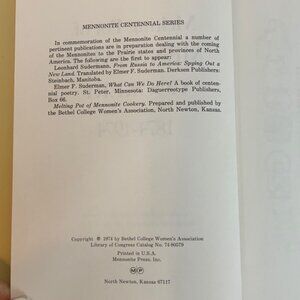 MENNONITE CENTENNIAL SERIES
In commemoration of the Mennonite Centennial a number of
pertinent publications are in preparation dealing with the coming
of the Mennonites to the Prairie states and provinces of North
America. The following are the first to appear:
Leonhard Sudermann, From Russia to America: Spying Out a
New Land. Translated by Elmer F. Suderman. Derksen Publishers:
Steinbach, Manitoba.
Elmer F. Suderman, What Can We Do Here? A book of centen-
nial poetry. St. Peter, Minnesota: Daguerreotype Publishers,
Box 66.
Melting Pot of Mennonite Cookery. Prepared and published by
the Bethel College Women's Association, North Newton, Kansas.
Copyright © 1974 by Bethel College Women's Association
Library of Congress Catalog No. 74-80579
Printed in U.S.A.
Mennonite Press, Inc.
MP
North Newton, Kansas 67117